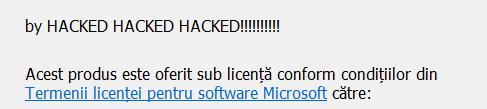 by HACKED HACKED HACKED!!!!!!!!!!
Acest produs este oferit sub licență conform condițiilor din
Termenii licenței pentru software Microsoft către: